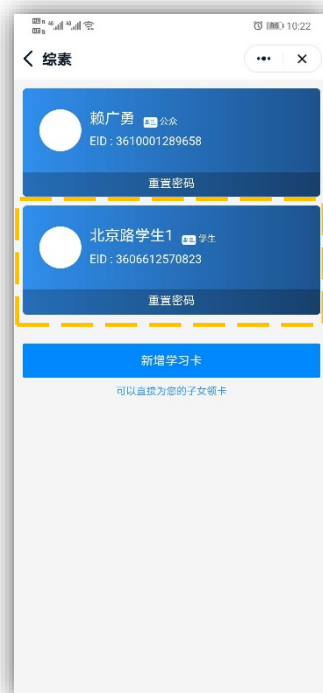 10:22
综素
赖广勇 公众
EID : 3610001289658
重置密码
北京路学生1 学生
EID : 3606612570823
重置密码
新增学习卡
可以直接为您的子女领卡